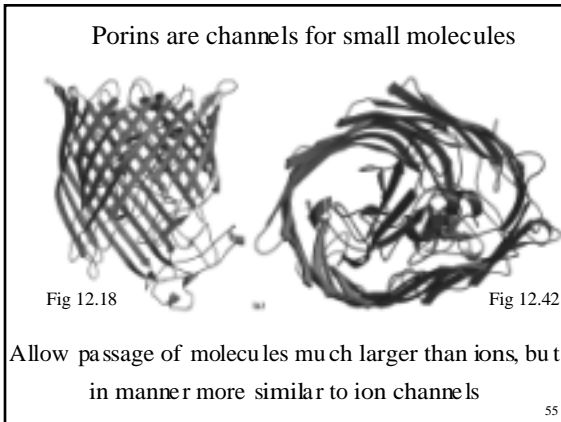 Porins are channels for small molecules
Fig 12.18
Fig 12.42
Allow passage of molecules much larger than ions, but
in manner more similar to ion channels
55